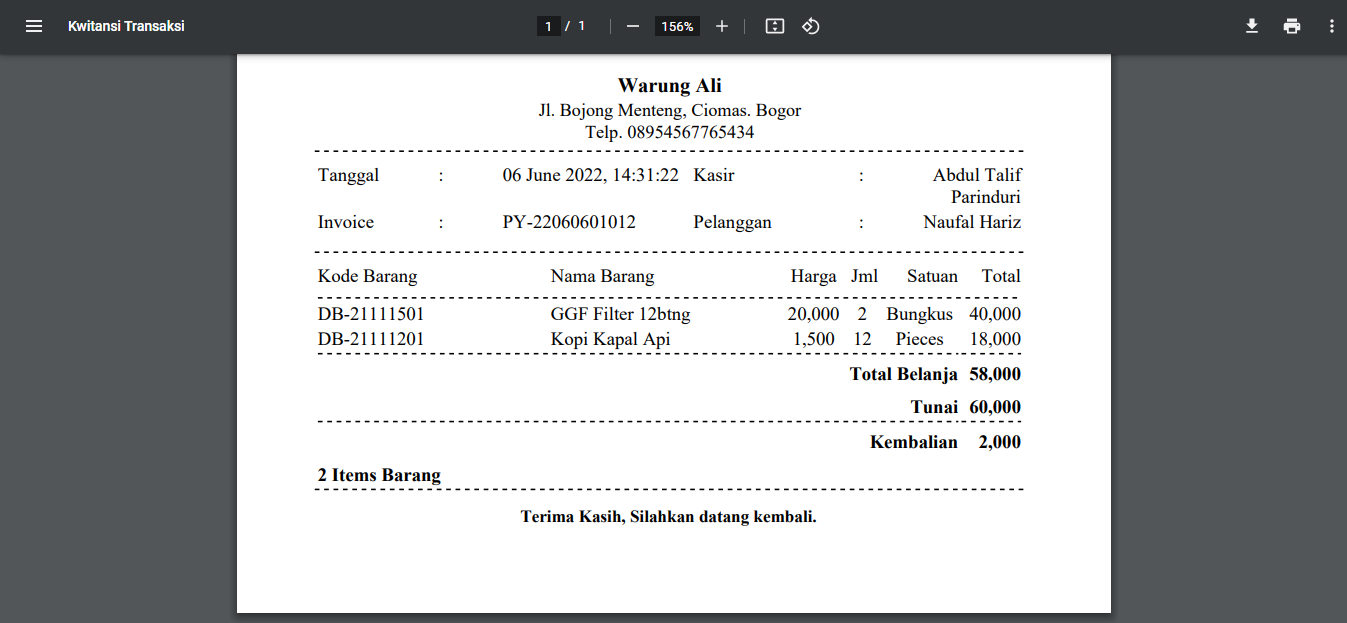 Kwitansi Transaksi
1 / 1
156%
Warung Ali
Jl. Bojong Menteng, Ciomas. Bogor
Telp. 08954567765434
Tanggal : 06 June 2022, 14:31:22 Kasir : Abdul Talif
Parinduri
Invoice : PY-22060601012 Pelanggan : Naufal Hariz
Kode Barang Nama Barang Harga Jml Satuan Total
DB-21111501 GGF Filter 12btng 20,000 2 Bungkus 40,000
DB-21111201 Kopi Kapal Api 1,500 12 Pieces 18,000
Total Belanja 58,000
Tunai 60,000
Kembalian 2,000
2 Items Barang
Terima Kasih, Silahkan datang kembali.